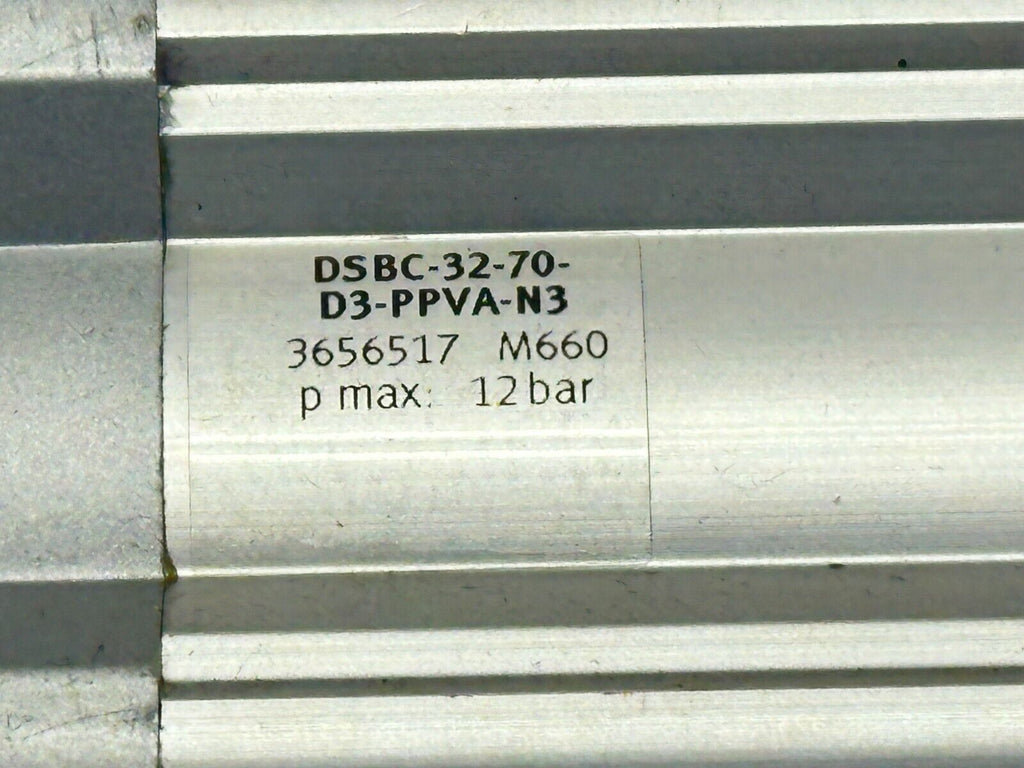 DSBC-32-70-
D3-PPVA-N3
3656517 M660
p max: 12 bar